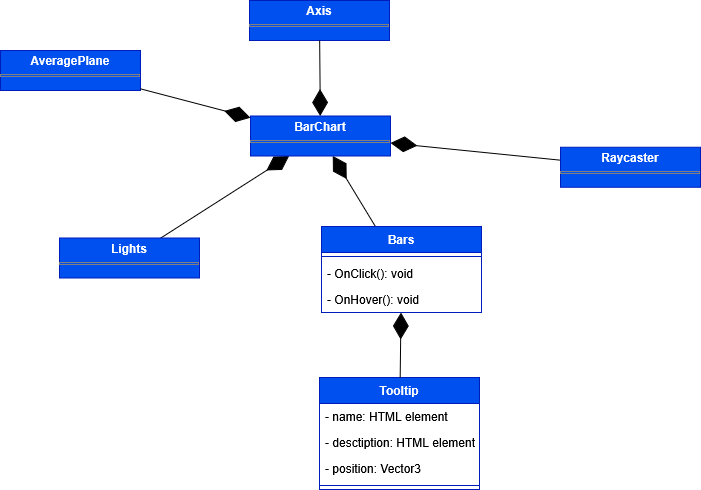 Axis
AveragePlane
BarChart
Raycaster
Lights
Bars
- OnClick(): void
- OnHover(): void
Tooltip
- name: HTML element
- desctiption: HTML element
- position: Vector3